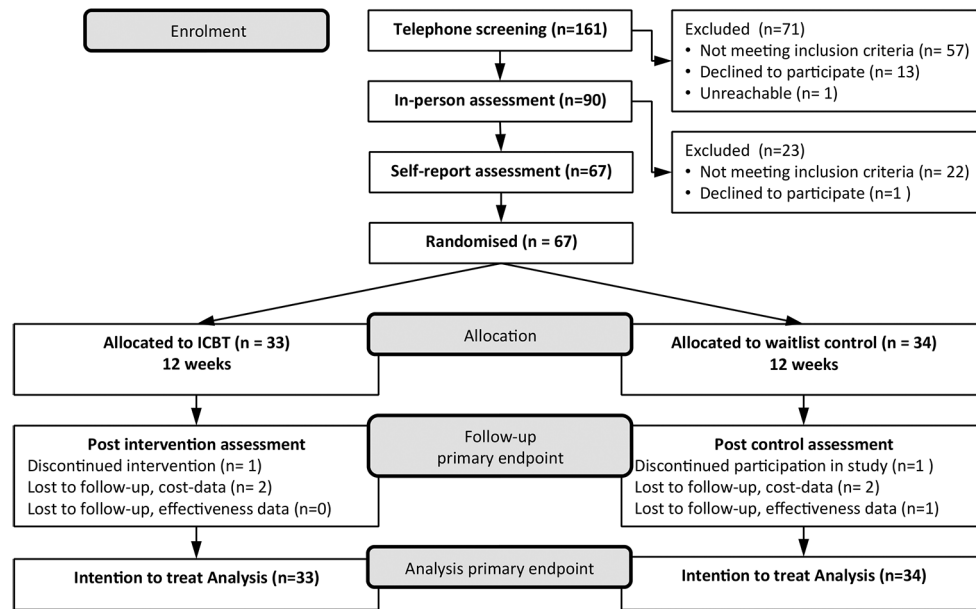 Enrolment
Telephone screening (n=161)
Excluded (n=71)
• Not meeting inclusion criteria (n= 57)
• Declined to participate (n= 13)
• Unreachable (n= 1)
In-person assessment (n=90)
Excluded (n=23)
• Not meeting inclusion criteria (n= 22)
• Declined to participate (n=1 )
Self-report assessment (n=67)
Randomised (n = 67)
Allocated to ICBT (n = 33)
12 weeks
Allocation
Allocated to waitlist control (n = 34)
12 weeks
Post intervention assessment
Discontinued intervention (n= 1)
Lost to follow-up, cost-data (n= 2)
Lost to follow-up, effectiveness data (n=0)
Follow-up
primary endpoint
Post control assessment
Discontinued participation in study (n=1 )
Lost to follow-up, cost-data (n= 2)
Lost to follow-up, effectiveness data (n=1)
Intention to treat Analysis (n=33)
Analysis primary endpoint
Intention to treat Analysis (n=34)